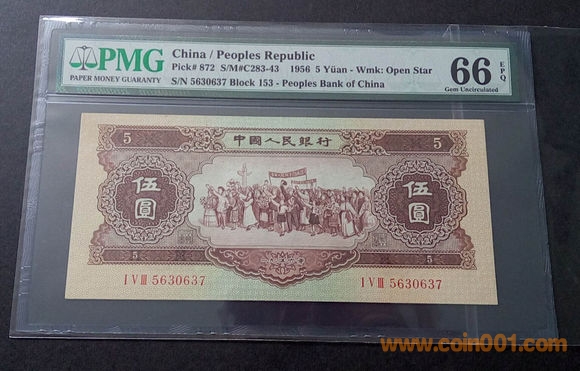 PMG
PAPER MONEY GUARANTY
China / Peoples Republic
Pick# 872 S/M#C283-43 1956 5 Yüan - Wmk: Open Star
S/N 5630637 Block 153 - Peoples Bank of China
66 EPQ
Gem Uncirculated
5 中國人民銀行 5
伍圓 伍圓
5 5
I V III 5630637 I V III 5630637
www.coin001.com